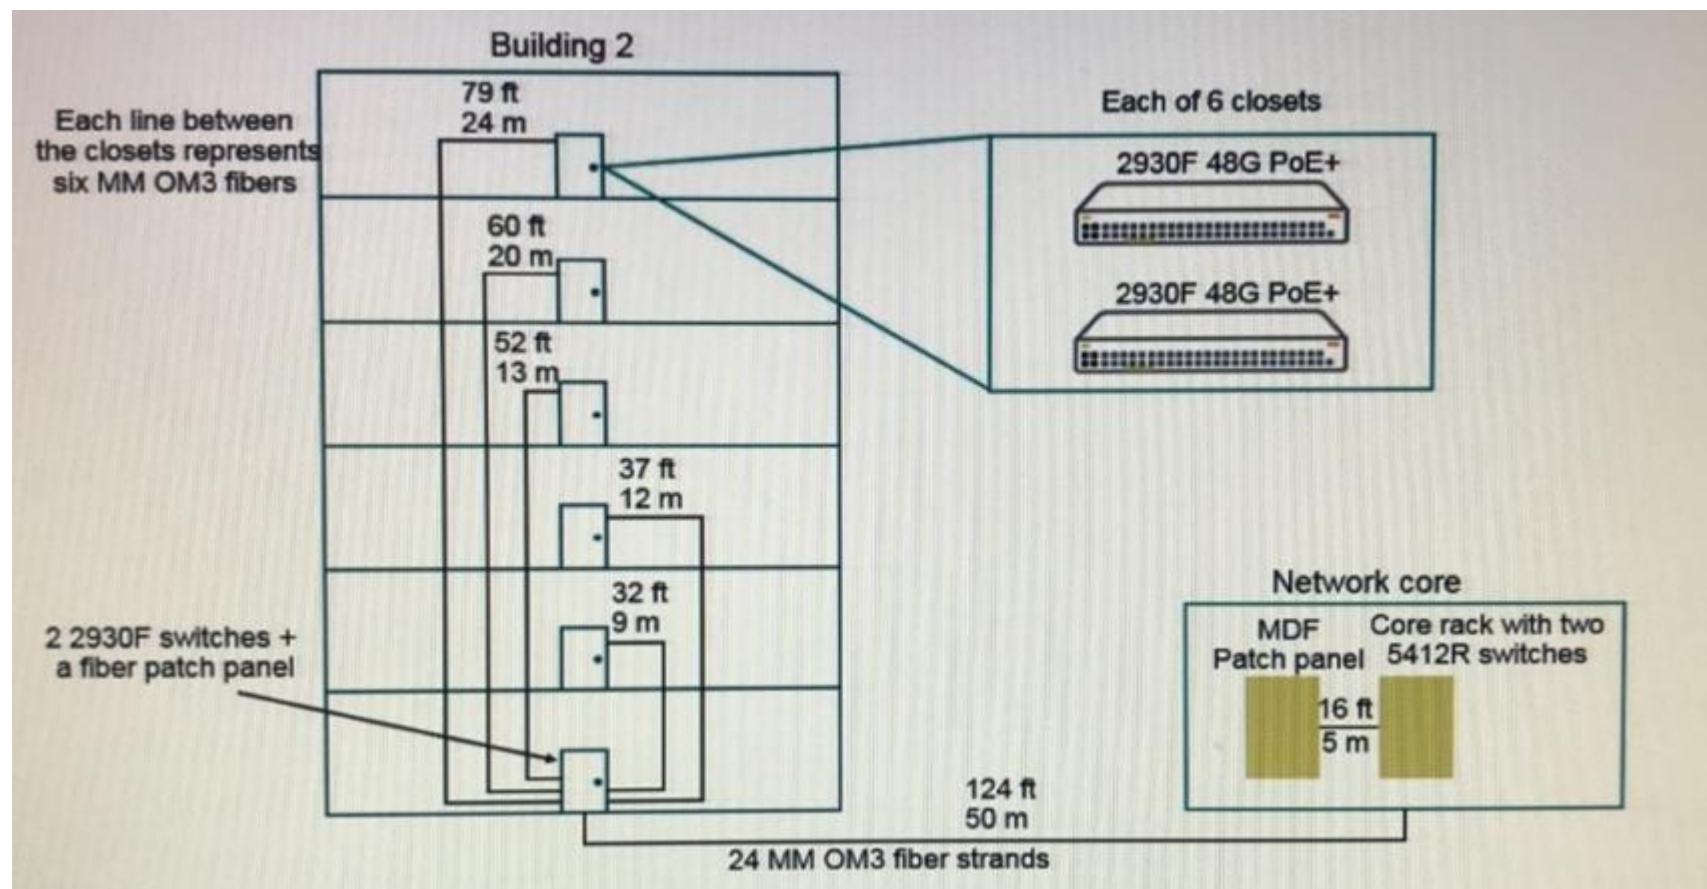 Building 2
Each line between
the closets represents
six MM OM3 fibers
79 ft
24 m
60 ft
20 m
52 ft
13 m
37 ft
12 m
32 ft
9 m
2 2930F switches +
a fiber patch panel
Each of 6 closets
2930F 48G PoE+
2930F 48G PoE+
Network core
MDF
Patch panel
Core rack with two
5412R switches
16 ft
5 m
124 ft
50 m
24 MM OM3 fiber strands